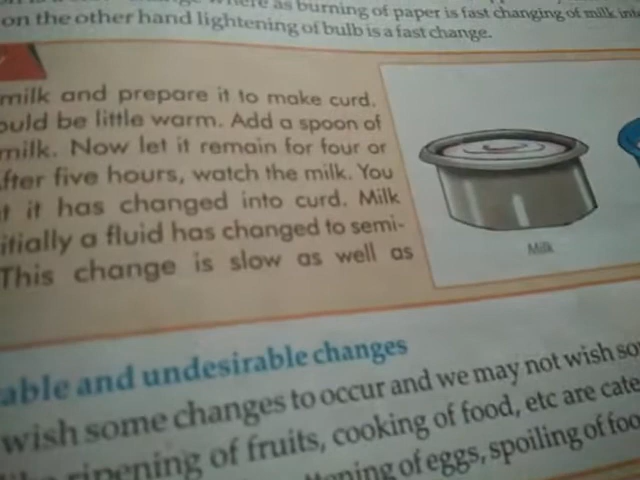 where as burning of paper is fast changing of milk into
on the other hand lightening of bulb is a fast change.
milk and prepare it to make curd.
ould be little warm. Add a spoon of
milk. Now let it remain for four or
fter five hours, watch the milk. You
t it has changed into curd. Milk
itially a fluid has changed to semi-
This change is slow as well as
Milk
able and undesirable changes
wish some changes to occur and we may not wish so
ripening of fruits, cooking of food, etc are cate
of eggs, spoiling of foo